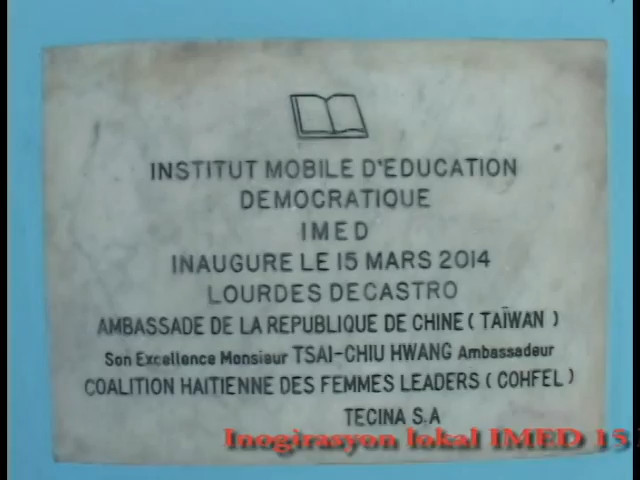 INSTITUT MOBILE D'EDUCATION
DEMOCRATIQUE
IMED
INAUGURE LE 15 MARS 2014
LOURDES DECASTRO
AMBASSADE DE LA REPUBLIQUE DE CHINE ( TAÏWAN )
Son Excellence Monsieur TSAI-CHIU HWANG Ambassadeur
COALITION HAITIENNE DES FEMMES LEADERS ( COHFEL )
TECINA S.A
Inogirasyon lokal IMED 15